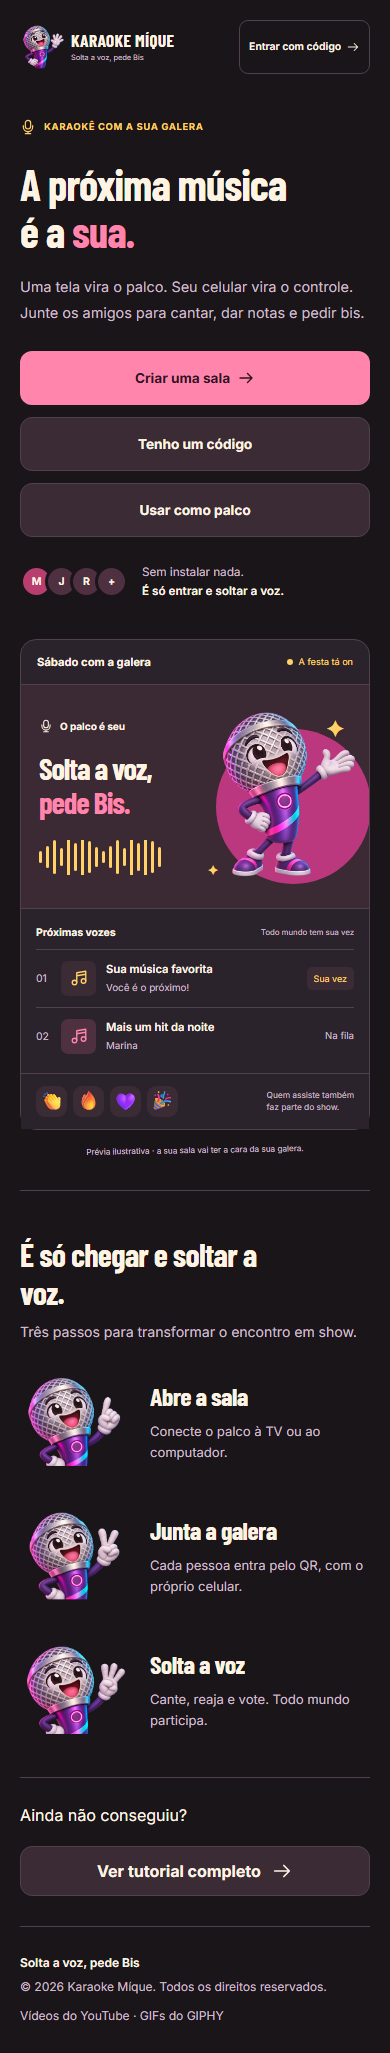 KARAOKE MÍQUE
Solta a voz, pede Bis
Entrar com código
KARAOKÊ COM A SUA GALERA
A próxima música
é a sua.
Uma tela vira o palco. Seu celular vira o controle.
Junte os amigos para cantar, dar notas e pedir bis.
Criar uma sala
Tenho um código
Usar como palco
M J R +
Sem instalar nada.
É só entrar e soltar a voz.
Sábado com a galera
A festa tá on
O palco é seu
Solta a voz,
pede Bis.
Próximas vozes
Todo mundo tem sua vez
01
Sua música favorita
Você é o próximo!
Sua vez
02
Mais um hit da noite
Marina
Na fila
Quem assiste também
faz parte do show.
Prévia ilustrativa · a sua sala vai ter a cara da sua galera.
É só chegar e soltar a
voz.
Três passos para transformar o encontro em show.
Abre a sala
Conecte o palco à TV ou ao
computador.
Junta a galera
Cada pessoa entra pelo QR, com o
próprio celular.
Solta a voz
Cante, reaja e vote. Todo mundo
participa.
Ainda não conseguiu?
Ver tutorial completo
Solta a voz, pede Bis
© 2026 Karaoke Míque. Todos os direitos reservados.
Vídeos do YouTube · GIFs do GIPHY